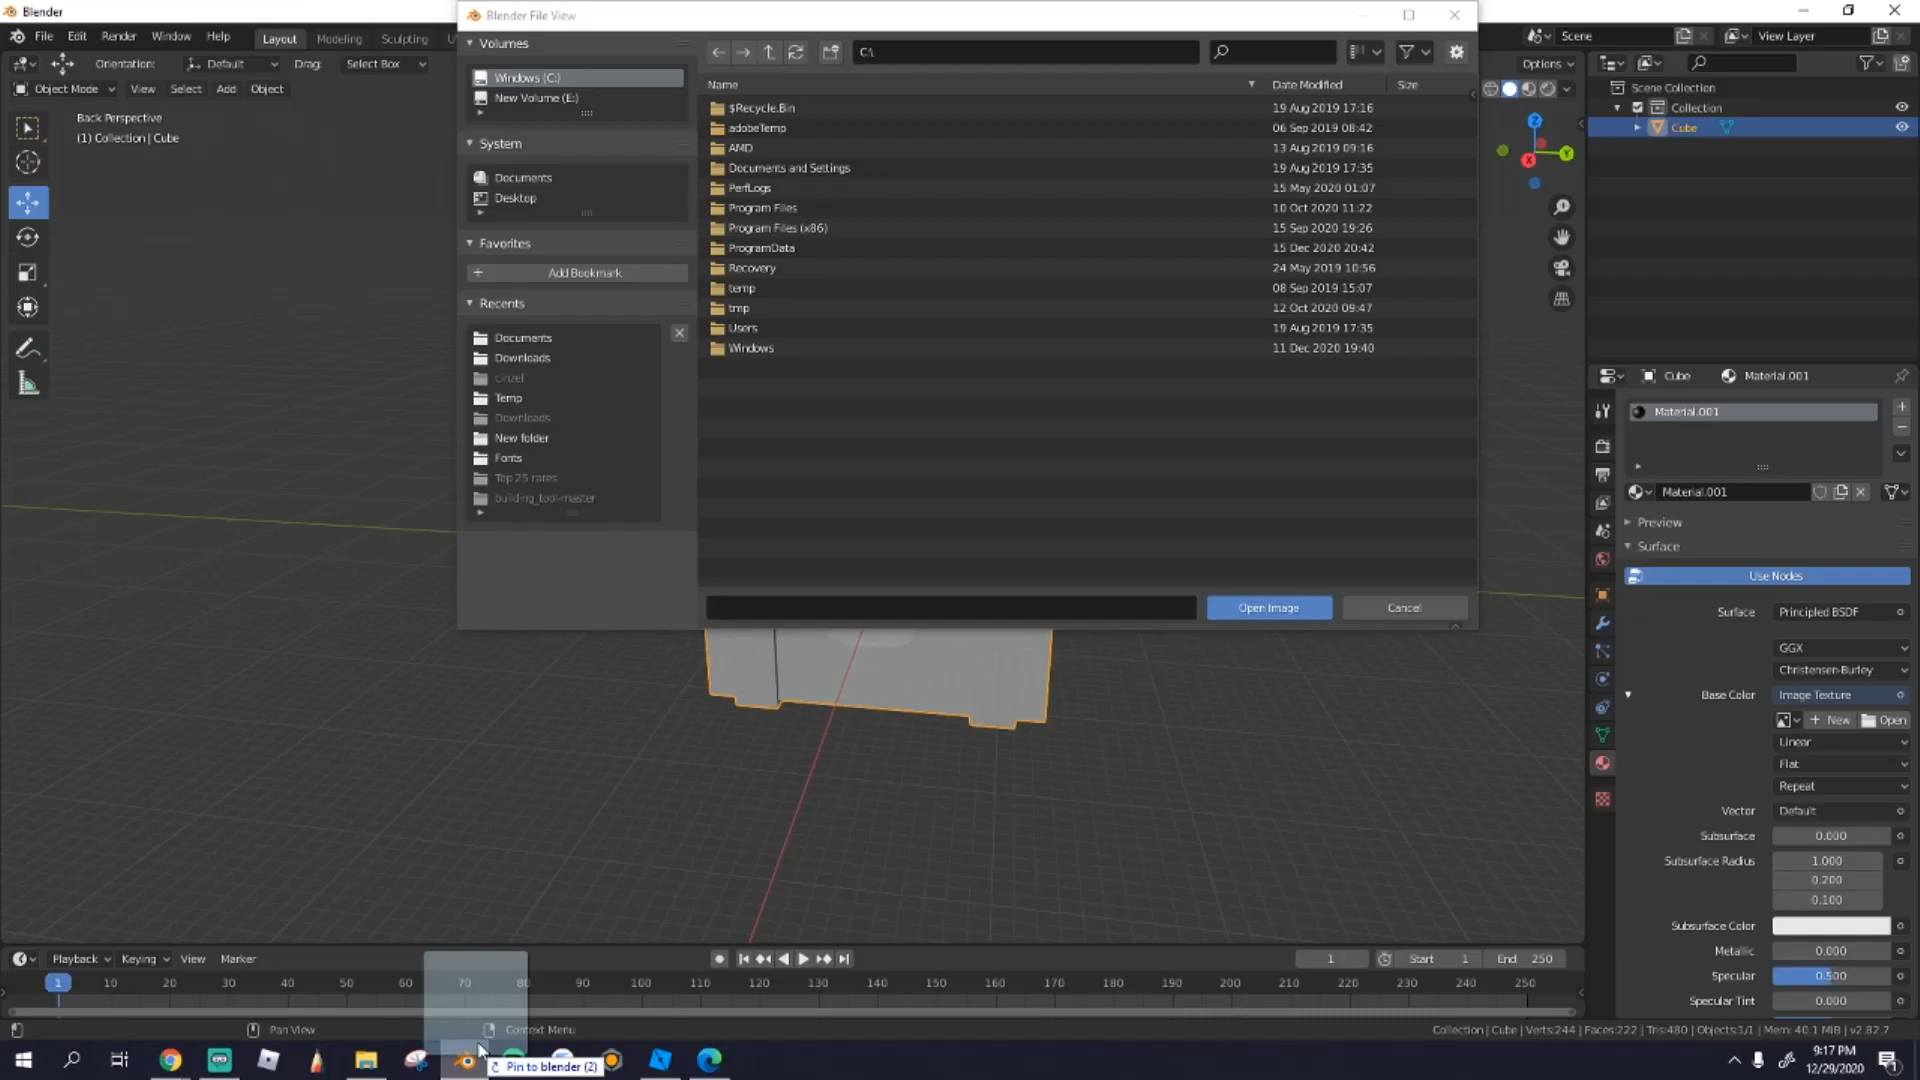 Blender
File Edit Render Window Help Layout Modeling Sculpting
Scene
View Layer
Orientation: Default Drag: Select Box
Options
Object Mode View Select Add Object
Back Perspective
(1) Collection | Cube
Blender File View
Volumes
Windows (C:)
New Volume (E:)
System
Documents
Desktop
Favorites
Add Bookmark
Recents
Documents
Downloads
cinzel
Temp
Downloads
New folder
Fonts
Top 25 rares
building_tool-master
C:\
Name Date Modified Size
$Recycle.Bin 19 Aug 2019 17:16
adobeTemp 06 Sep 2019 08:42
AMD 13 Aug 2019 09:16
Documents and Settings 19 Aug 2019 17:35
PerfLogs 15 May 2020 01:07
Program Files 10 Oct 2020 11:22
Program Files (x86) 15 Sep 2020 19:26
ProgramData 15 Dec 2020 20:42
Recovery 24 May 2019 10:56
temp 08 Sep 2019 15:07
tmp 12 Oct 2020 09:47
Users 19 Aug 2019 17:35
Windows 11 Dec 2020 19:40
Open Image Cancel
Z
Y
X
Scene Collection
Collection
Cube
Cube Material.001
Material.001
Material.001
Preview
Surface
Use Nodes
Surface Principled BSDF
GGX
Christensen-Burley
Base Color Image Texture
New Open
Linear
Flat
Repeat
Vector Default
Subsurface 0.000
Subsurface Radius 1.000
0.200
0.100
Subsurface Color
Metallic 0.000
Specular 0.500
Specular Tint 0.000
Playback Keying View Marker
1 Start 1 End 250
1 10 20 30 40 50 60 70 80 90 100 110 120 130 140 150 160 170 180 190 200 210 220 230 240 250
Pan View Context Menu
Collection | Cube | Verts:244 | Faces:222 | Tris:480 | Objects:1/1 | Mem: 40.1 MiB | v2.82.7
Pin to blender (2)
9:17 PM
12/29/2020